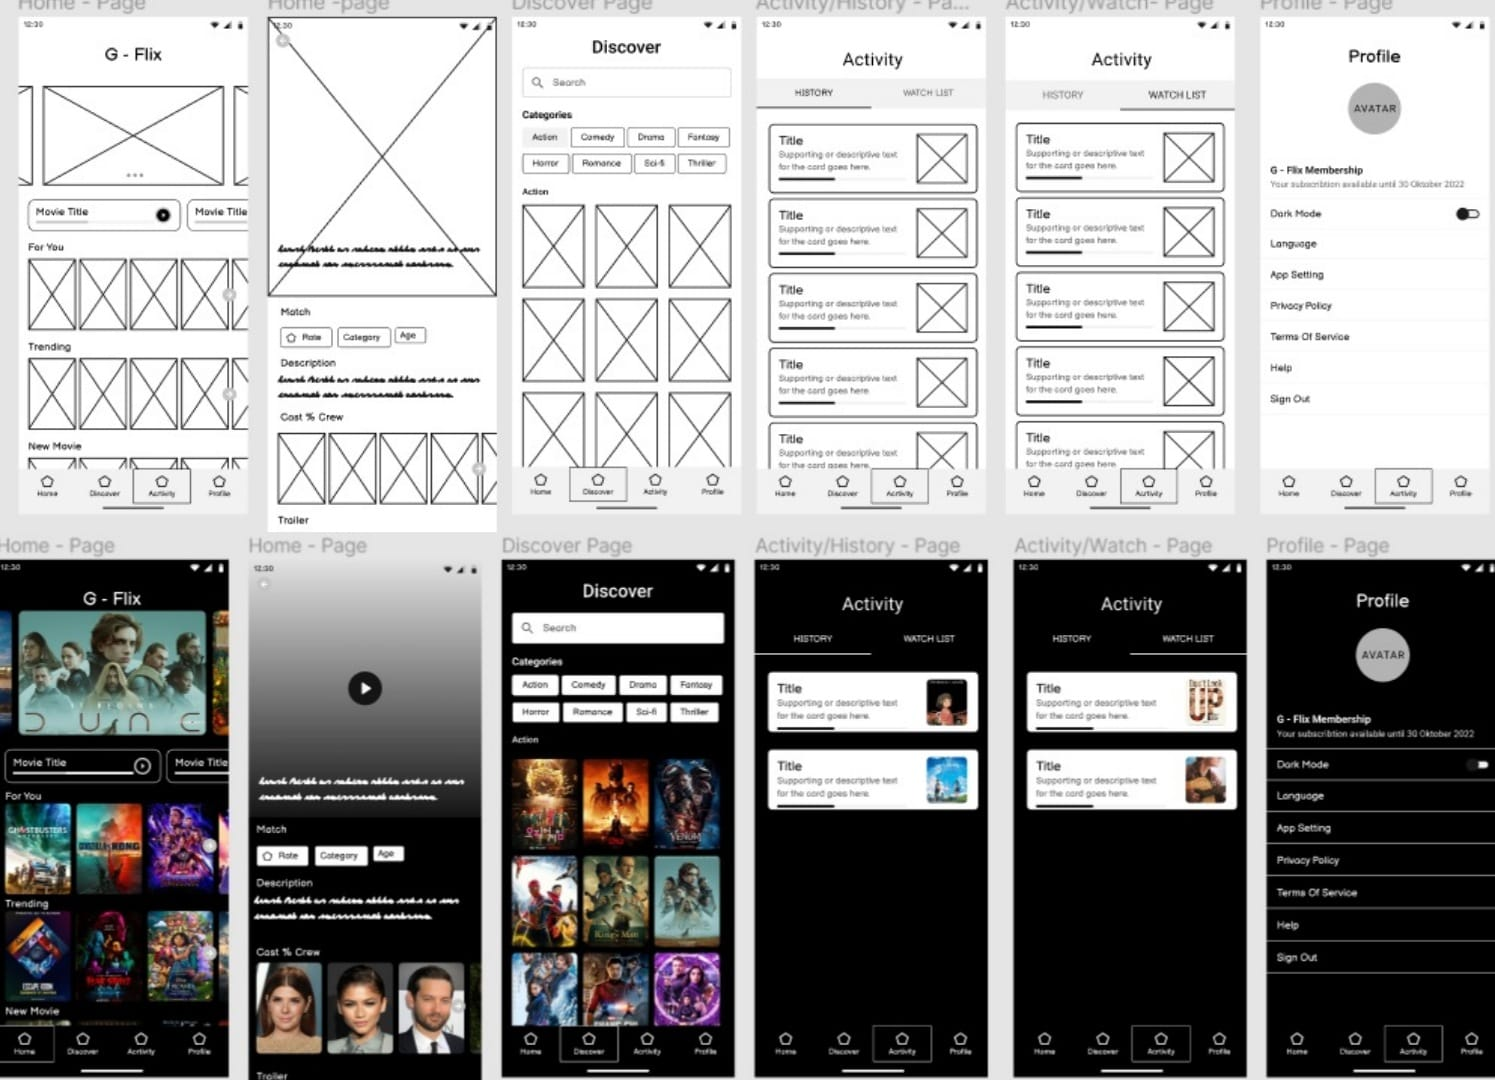 Home - Page
12:30
G - Flix
Movie Title
Movie Title
For You
Trending
New Movie
Home
Discover
Activity
Profile
Home -page
12:30
Match
Rate
Category
Age
Description
Cast % Crew
Trailer
Discover Page
12:30
Discover
Search
Categories
Action
Comedy
Drama
Fantasy
Horror
Romance
Sci-fi
Thriller
Action
Home
Discover
Activity
Profile
Activity/History - Pa...
12:30
Activity
HISTORY
WATCH LIST
Title
Supporting or descriptive text
for the card goes here.
Title
Supporting or descriptive text
for the card goes here.
Title
Supporting or descriptive text
for the card goes here.
Title
Supporting or descriptive text
for the card goes here.
Title
Supporting or descriptive text
for the card goes here.
Home
Discover
Activity
Profile
Activity/Watch- Page
12:30
Activity
HISTORY
WATCH LIST
Title
Supporting or descriptive text
for the card goes here.
Title
Supporting or descriptive text
for the card goes here.
Title
Supporting or descriptive text
for the card goes here.
Title
Supporting or descriptive text
for the card goes here.
Title
Supporting or descriptive text
for the card goes here.
Home
Discover
Activity
Profile
Profile - Page
12:30
Profile
AVATAR
G - Flix Membership
Your subscribtion available until 30 Oktober 2022
Dark Mode
Language
App Setting
Privacy Policy
Terms Of Service
Help
Sign Out
Home
Discover
Activity
Profile
Home - Page
12:30
G - Flix
IT BEGINS
DUNE
Movie Title
Movie Title
For You
GHOSTBUSTERS
GODZILLA KONG
Trending
ESCAPE ROOM
FEAR STREET
New Movie
Home
Discover
Activity
Profile
Home - Page
12:30
Match
Rate
Category
Age
Description
Cast % Crew
Trailer
Discover Page
12:30
Discover
Search
Categories
Action
Comedy
Drama
Fantasy
Horror
Romance
Sci-fi
Thriller
Action
오징어게임
VENOM
King's Man
SHANG-CHI
Home
Discover
Activity
Profile
Activity/History - Page
12:30
Activity
HISTORY
WATCH LIST
Title
Supporting or descriptive text
for the card goes here.
Title
Supporting or descriptive text
for the card goes here.
Home
Discover
Activity
Profile
Activity/Watch - Page
12:30
Activity
HISTORY
WATCH LIST
Title
Supporting or descriptive text
for the card goes here.
UP
Title
Supporting or descriptive text
for the card goes here.
Home
Discover
Activity
Profile
Profile - Page
12:30
Profile
AVATAR
G - Flix Membership
Your subscribtion available until 30 Oktober 2022
Dark Mode
Language
App Setting
Privacy Policy
Terms Of Service
Help
Sign Out
Home
Discover
Activity
Profile